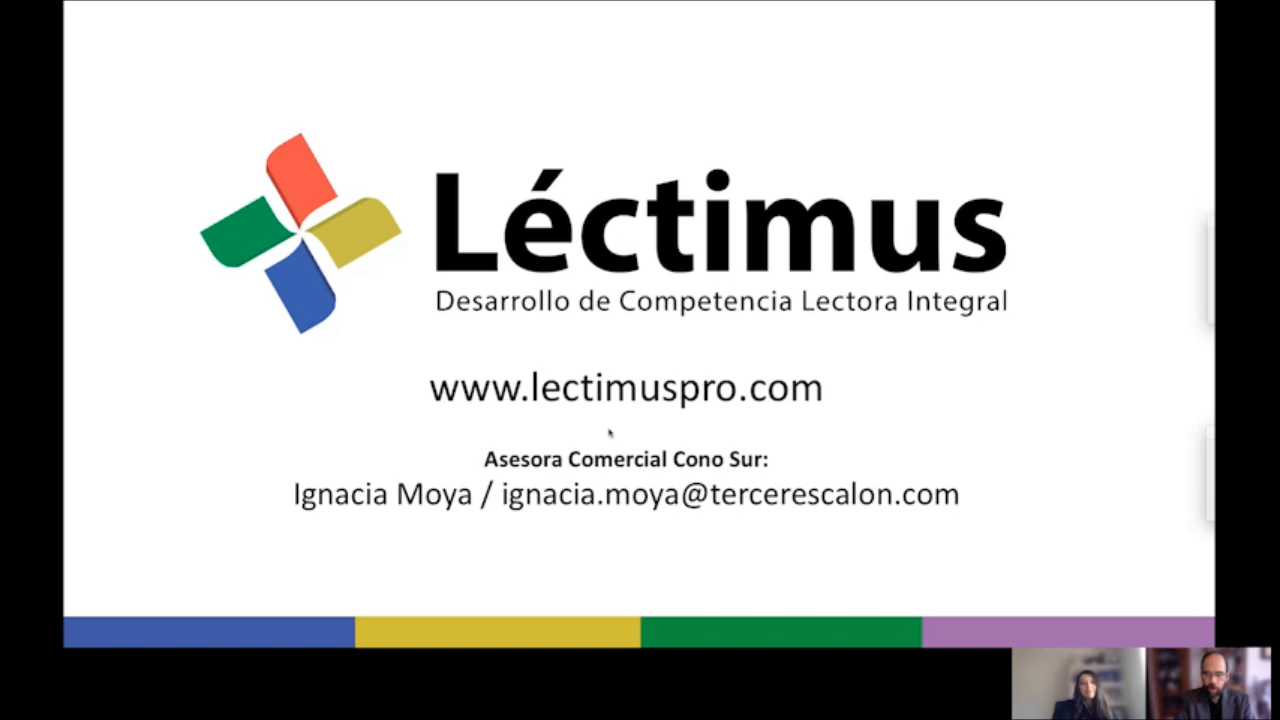 Léctimus
Desarrollo de Competencia Lectora Integral
www.lectimuspro.com
Asesora Comercial Cono Sur:
Ignacia Moya / ignacia.moya@tercerescalon.com